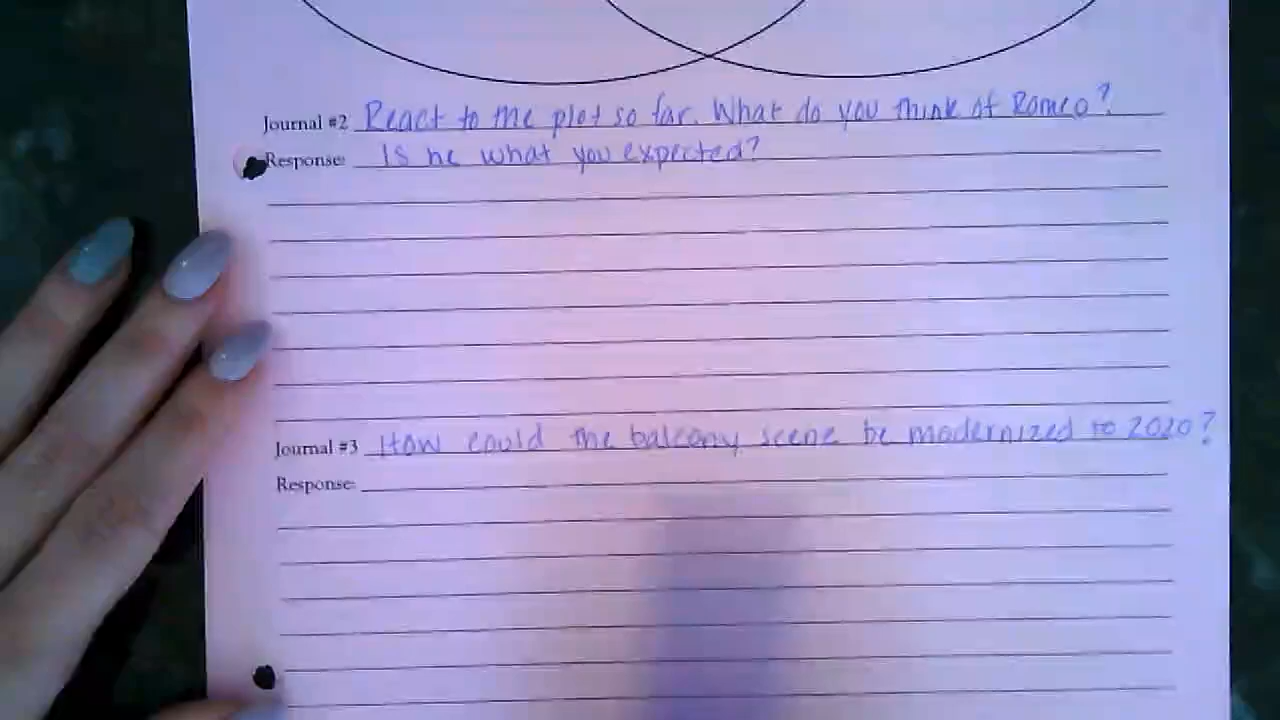 Journal #2 React to the plot so far. What do you think of Romeo?
Response: Is he what you expected?
Journal #3 How could the balcony scene be modernized to 2020?
Response: